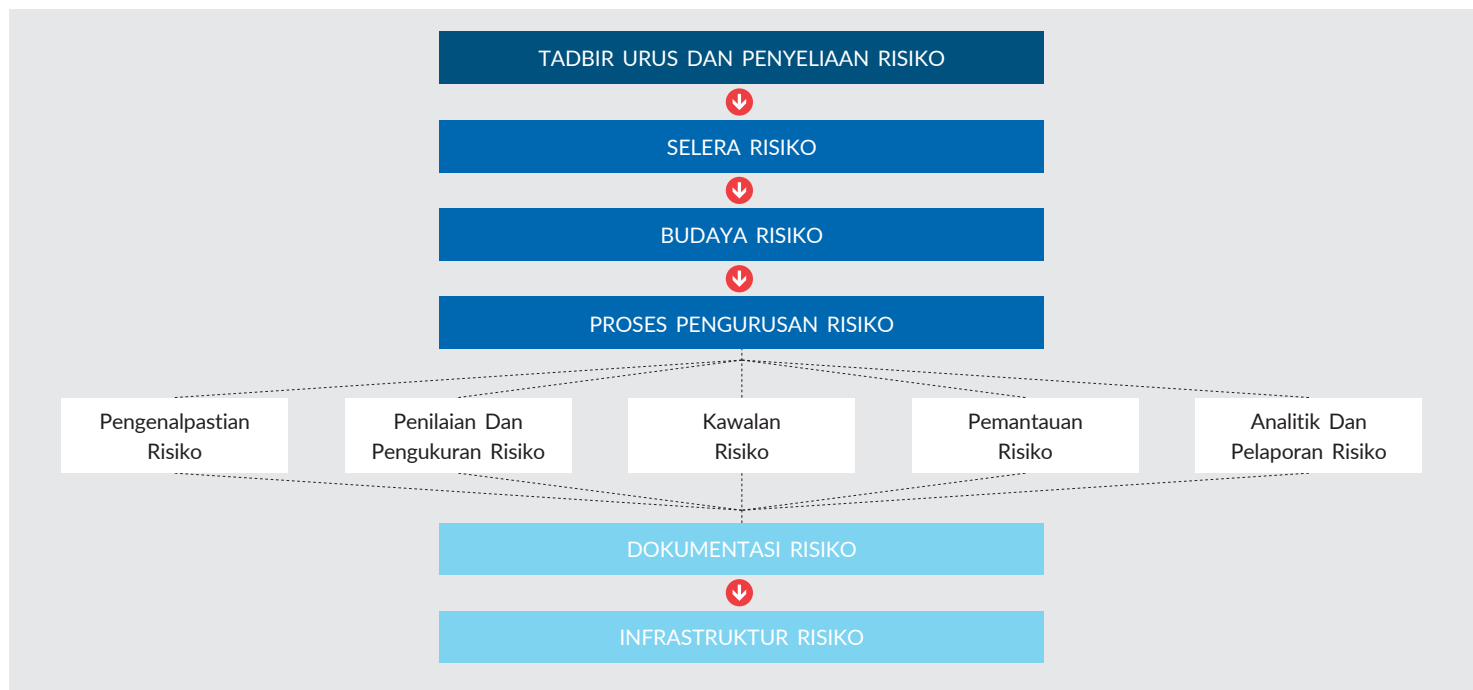 TADBIR URUS DAN PENYELIAAN RISIKO
SELERA RISIKO
BUDAYA RISIKO
PROSES PENGURUSAN RISIKO
Pengenalpastian
Risiko
Penilaian Dan
Pengukuran Risiko
Kawalan
Risiko
Pemantauan
Risiko
Analitik Dan
Pelaporan Risiko
DOKUMENTASI RISIKO
INFRASTRUKTUR RISIKO